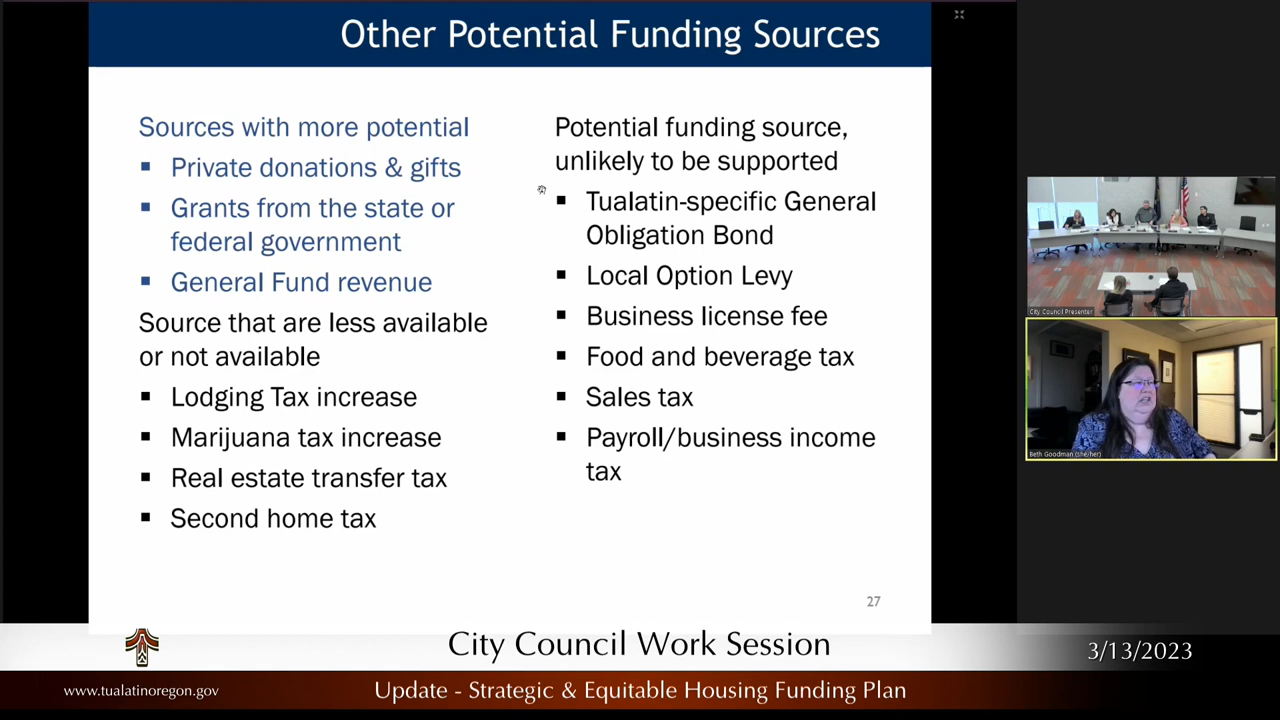 Other Potential Funding Sources
Sources with more potential
▪ Private donations & gifts
▪ Grants from the state or
federal government
▪ General Fund revenue
Source that are less available
or not available
▪ Lodging Tax increase
▪ Marijuana tax increase
▪ Real estate transfer tax
▪ Second home tax
Potential funding source,
unlikely to be supported
▪ Tualatin-specific General
Obligation Bond
▪ Local Option Levy
▪ Business license fee
▪ Food and beverage tax
▪ Sales tax
▪ Payroll/business income
tax
27
City Council Presenter
Beth Goodman (she/her)
City Council Work Session
3/13/2023
www.tualatinoregon.gov
Update - Strategic & Equitable Housing Funding Plan